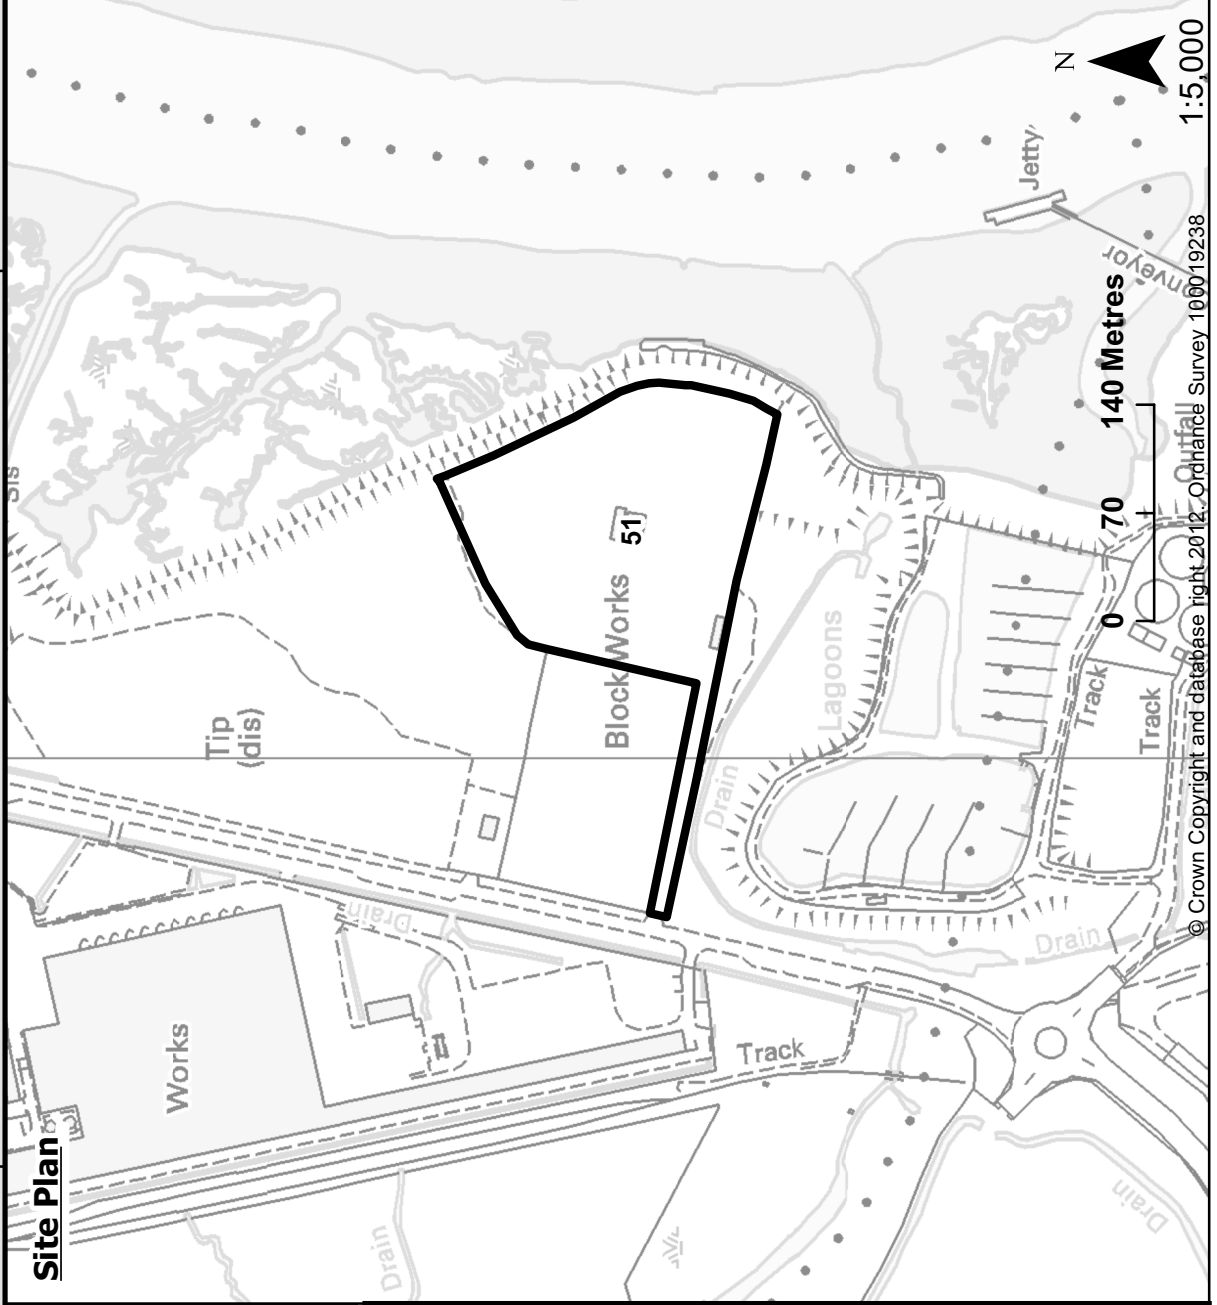 Site Plan
Works
Tip
(dis)
Sis
Drain
Block Works
51
Drain
Lagoons
Track
Drain
Drain
Drain
Track
Track
Jetty
Conveyor
Outfall
N
1:5,000
0 70 140 Metres
© Crown Copyright and database right 2012. Ordnance Survey 100019238